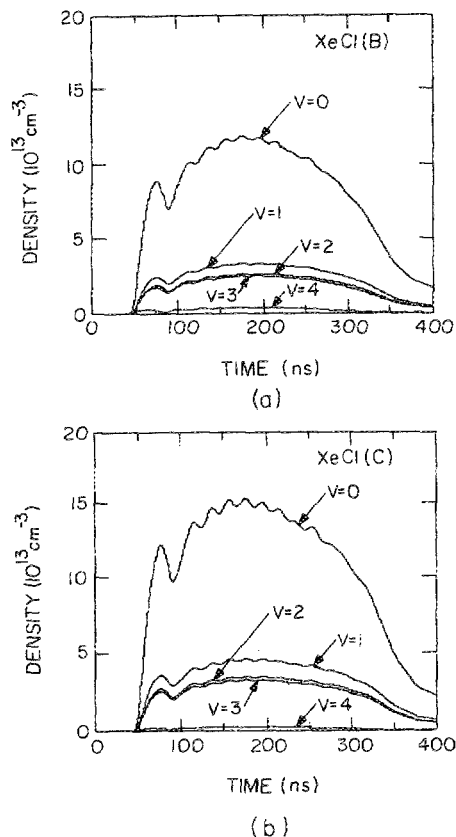 20
15
10
5
0
DENSITY (10^13 cm^-3)
XeCl(B)
V=0
V=1
V=2
V=3
V=4
0 100 200 300 400
TIME (ns)
(a)
20
15
10
5
0
DENSITY (10^13 cm^-3)
XeCl(C)
V=0
V=2
V=1
V=3
V=4
0 100 200 300 400
TIME (ns)
(b)